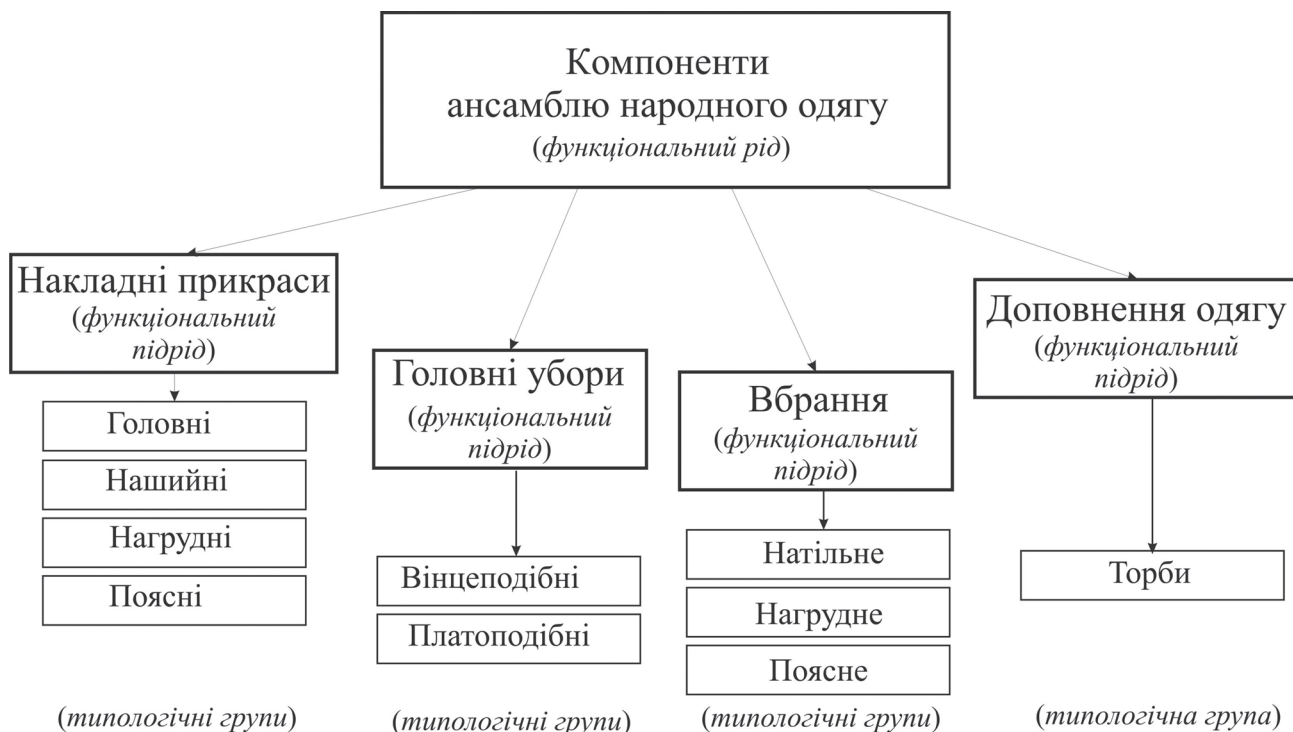 Компоненти
ансамблю народного одягу
(функціональний рід)
Накладні прикраси
(функціональний
підрід)
Головні
Нашийні
Нагрудні
Поясні
(типологічні групи)
Головні убори
(функціональний
підрід)
Вінцеподібні
Платоподібні
(типологічні групи)
Вбрання
(функціональний
підрід)
Натільне
Нагрудне
Поясне
(типологічні групи)
Доповнення одягу
(функціональний
підрід)
Торби
(типологічна група)